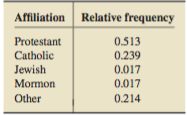 Affiliation Relative frequency
Protestant 0.513
Catholic 0.239
Jewish 0.017
Mormon 0.017
Other 0.214